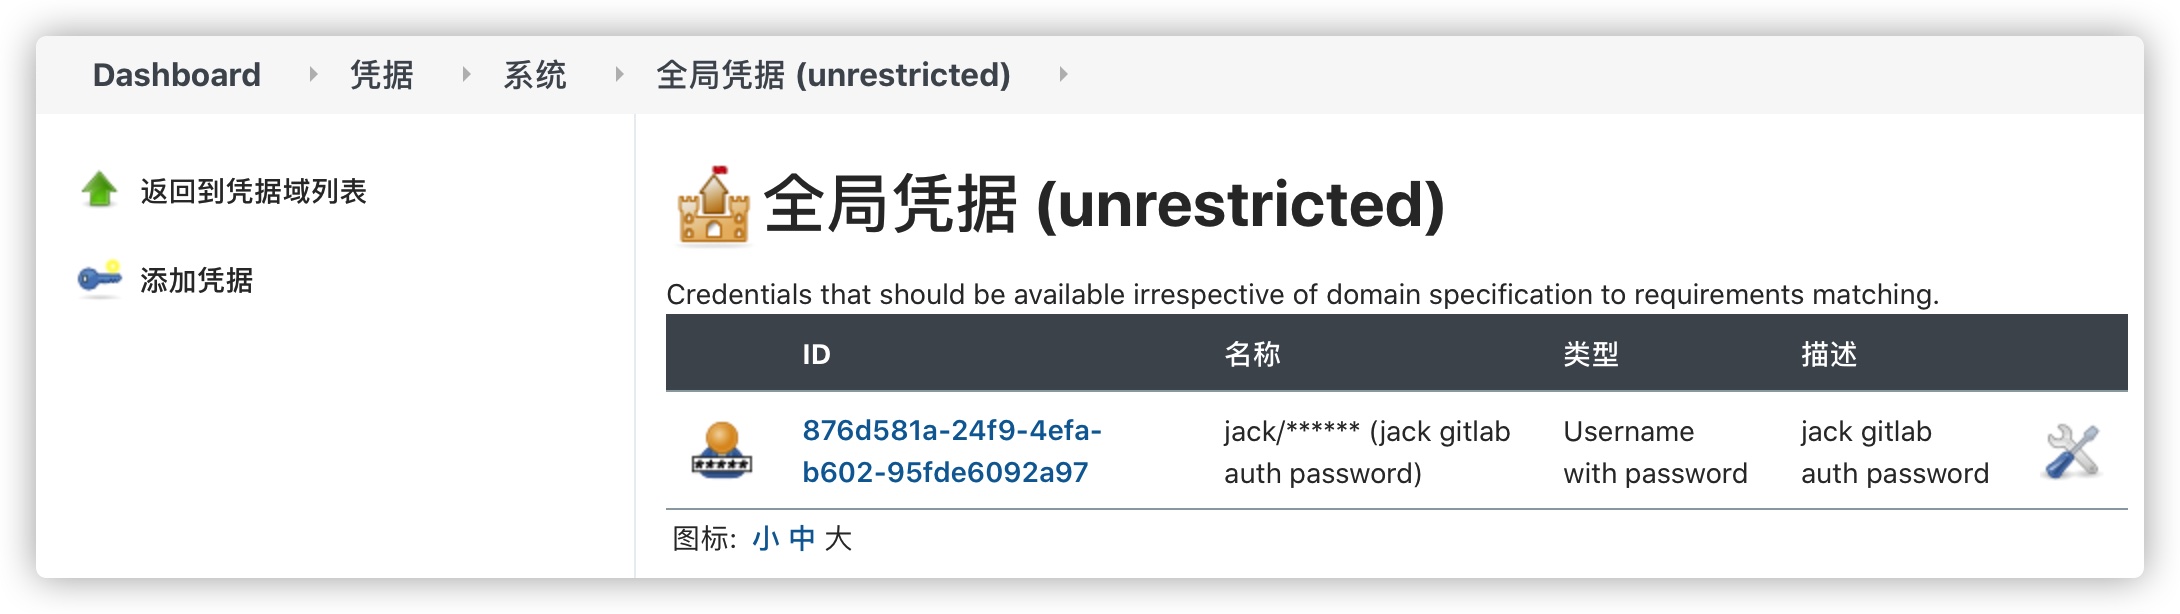 Dashboard 凭据 系统 全局凭据 (unrestricted)
返回到凭据域列表
添加凭据
全局凭据 (unrestricted)
Credentials that should be available irrespective of domain specification to requirements matching.
ID 名称 类型 描述
876d581a-24f9-4efa- jack/****** (jack gitlab Username jack gitlab
b602-95fde6092a97 auth password) with password auth password
图标: 小 中 大